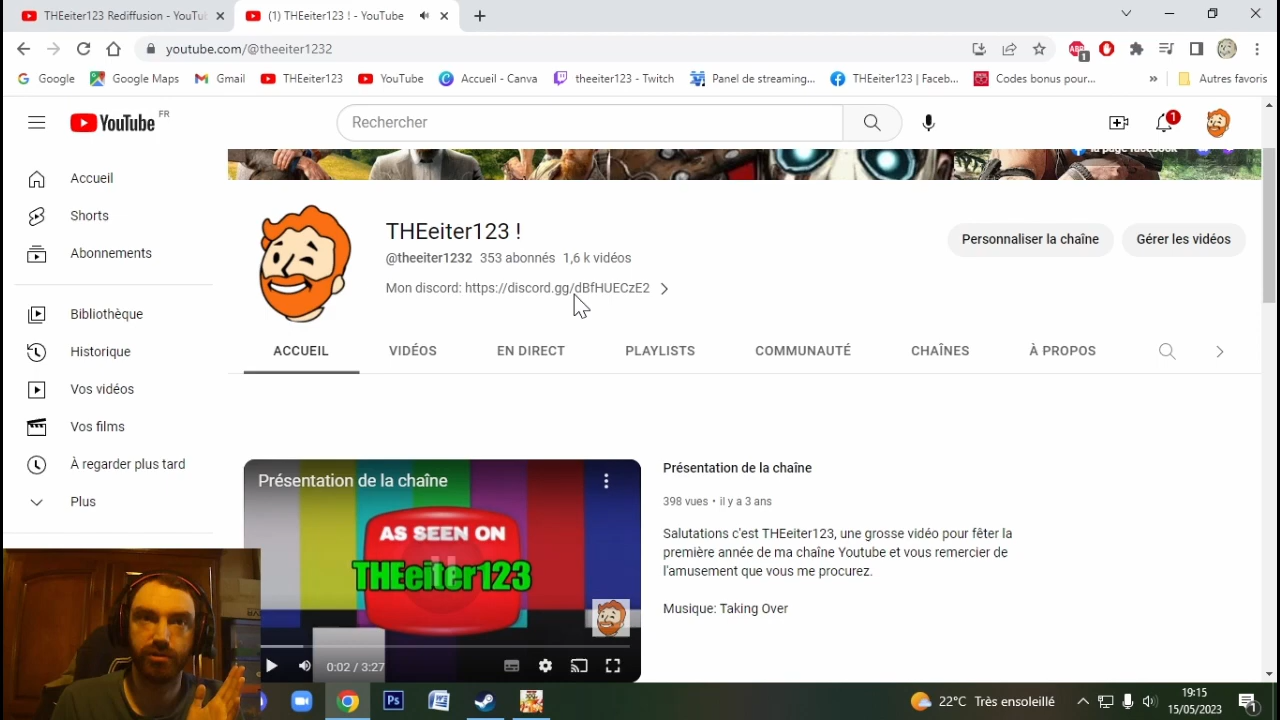 THEeiter123 Rediffusion - YouTu
(1) THEeiter123 ! - YouTube
youtube.com/@theeiter1232
Google Google Maps Gmail THEeiter123 YouTube Accueil - Canva theeiter123 - Twitch Panel de streaming... THEeiter123 | Faceb... Codes bonus pour... » Autres favoris
YouTube FR
Rechercher
1
la page facebook
Accueil
Shorts
Abonnements
Bibliothèque
Historique
Vos vidéos
Vos films
À regarder plus tard
Plus
THEeiter123 !
@theeiter1232 353 abonnés 1,6 k vidéos
Mon discord: https://discord.gg/dBfHUECzE2
Personnaliser la chaîne
Gérer les vidéos
ACCUEIL VIDÉOS EN DIRECT PLAYLISTS COMMUNAUTÉ CHAÎNES À PROPOS
Présentation de la chaîne
AS SEEN ON
THEeiter123
0:02 / 3:27
Présentation de la chaîne
398 vues • il y a 3 ans
Salutations c'est THEeiter123, une grosse vidéo pour fêter la
première année de ma chaîne Youtube et vous remercier de
l'amusement que vous me procurez.
Musique: Taking Over
Ps
22°C Très ensoleillé
19:15
15/05/2023
1